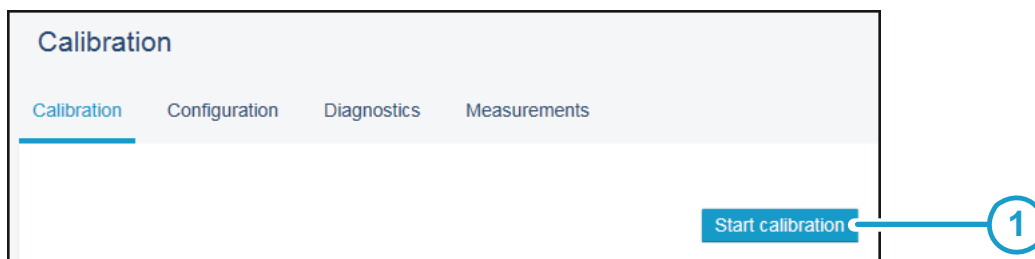 Calibration
Calibration Configuration Diagnostics Measurements
Start calibration
1